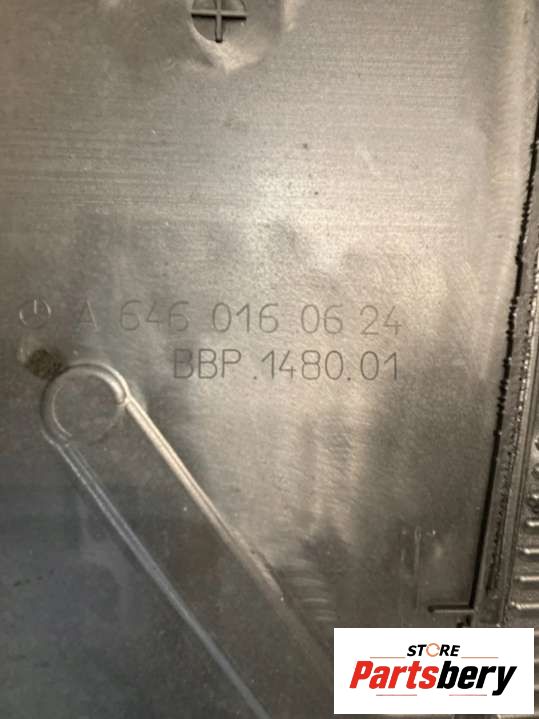 A 646 016 06 24
BBP.1480.01
STORE
Partsbery